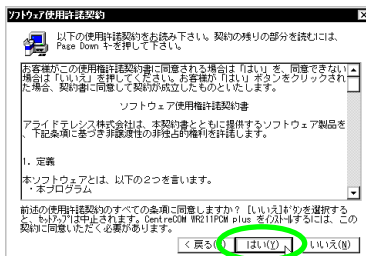 ソフトウェア使用許諾契約
以下の使用許諾契約をお読み下さい。契約の残りの部分を読むには、
Page Down キーを押して下さい。
お客様がこの使用権許諾契約書に同意される場合は「はい」を、同意できない
場合は「いいえ」を押してください。お客様が「はい」ボタンをクリックされ
た場合、契約書に同意して契約が成立したものといたします。
ソフトウェア使用権許諾契約書
アライドテレシス株式会社は、本契約書とともに提供するソフトウェア製品を
、下記条項に基づき非譲渡性の非独占的権利を許諾します。
1. 定義
本ソフトウェアとは、以下の2つを言います。
・本プログラム
前述の使用許諾契約のすべての条項に同意しますか? [いいえ]ボタンを選択する
と、セットアップは中止されます。CentreCOM WR211PCM plus をインストールするには、この
契約に同意いただく必要があります。
< 戻る(B) はい(Y) いいえ(N)